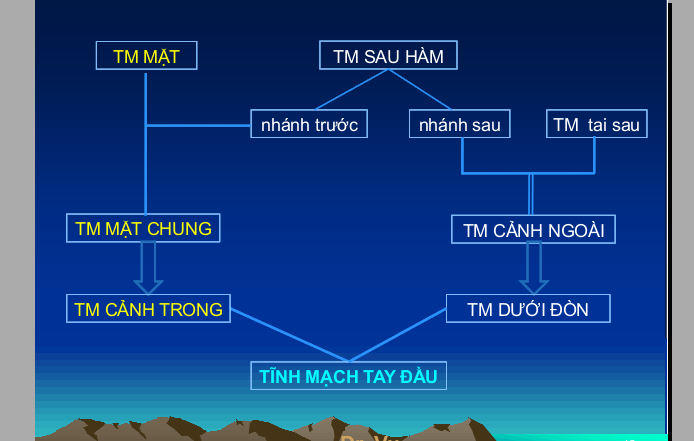 TM MẶT
TM SAU HÀM
nhánh trước
nhánh sau
TM tai sau
TM MẶT CHUNG
TM CẢNH NGOÀI
TM CẢNH TRONG
TM DƯỚI ĐÒN
TĨNH MẠCH TAY ĐẦU